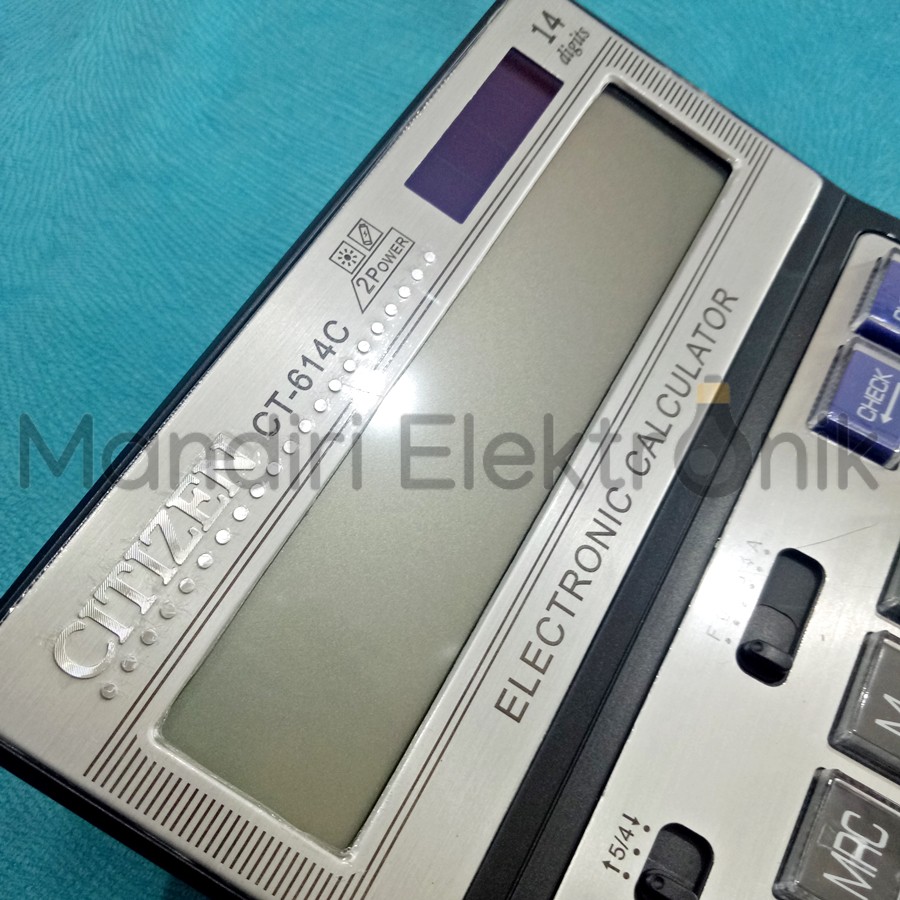 14
digits
2POWER
CT-614C
CITIZEN
ELECTRONIC CALCULATOR
Mandiri Elektronik
CHECK
↑5/4↓
M
MRC